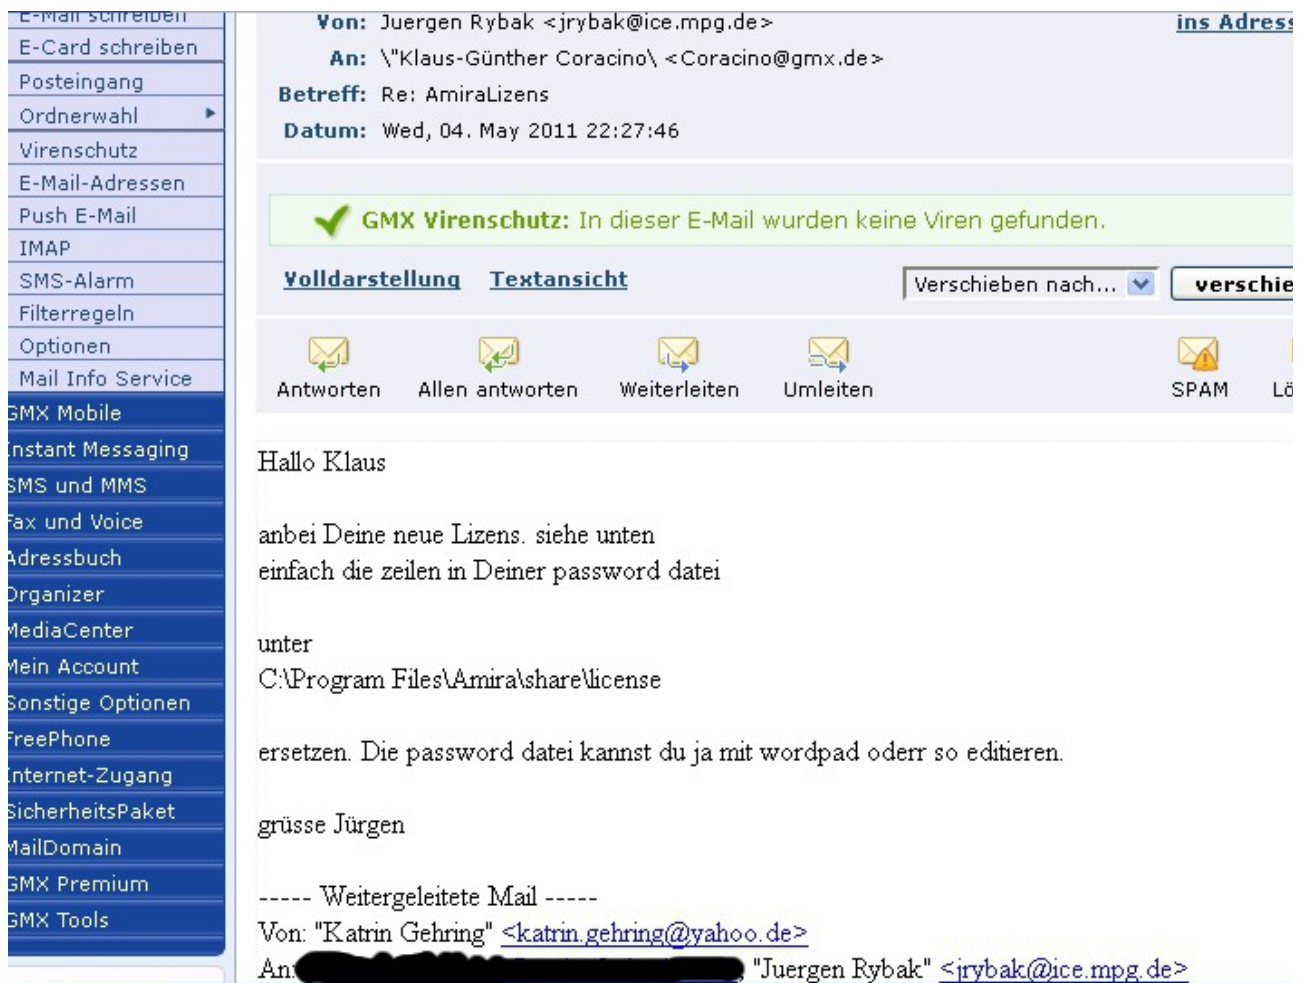 E-Mail schreiben
E-Card schreiben
Posteingang
Ordnerwahl
Virenschutz
E-Mail-Adressen
Push E-Mail
IMAP
SMS-Alarm
Filterregeln
Optionen
Mail Info Service
GMX Mobile
Instant Messaging
SMS und MMS
Fax und Voice
Adressbuch
Organizer
MediaCenter
Mein Account
Sonstige Optionen
FreePhone
Internet-Zugang
SicherheitsPaket
MailDomain
GMX Premium
GMX Tools
Von: Juergen Rybak <jrybak@ice.mpg.de> ins Adress
An: \"Klaus-Günther Coracino\ <Coracino@gmx.de>
Betreff: Re: AmiraLizens
Datum: Wed, 04. May 2011 22:27:46
GMX Virenschutz: In dieser E-Mail wurden keine Viren gefunden.
Volldarstellung Textansicht Verschieben nach... verschie
Antworten Allen antworten Weiterleiten Umleiten SPAM Lö
Hallo Klaus
anbei Deine neue Lizens. siehe unten
einfach die zeilen in Deiner password datei
unter
C:\Program Files\Amira\share\license
ersetzen. Die password datei kannst du ja mit wordpad oderr so editieren.
grüsse Jürgen
----- Weitergeleitete Mail -----
Von: "Katrin Gehring" <katrin.gehring@yahoo.de>
An: , "Juergen Rybak" <jrybak@ice.mpg.de>